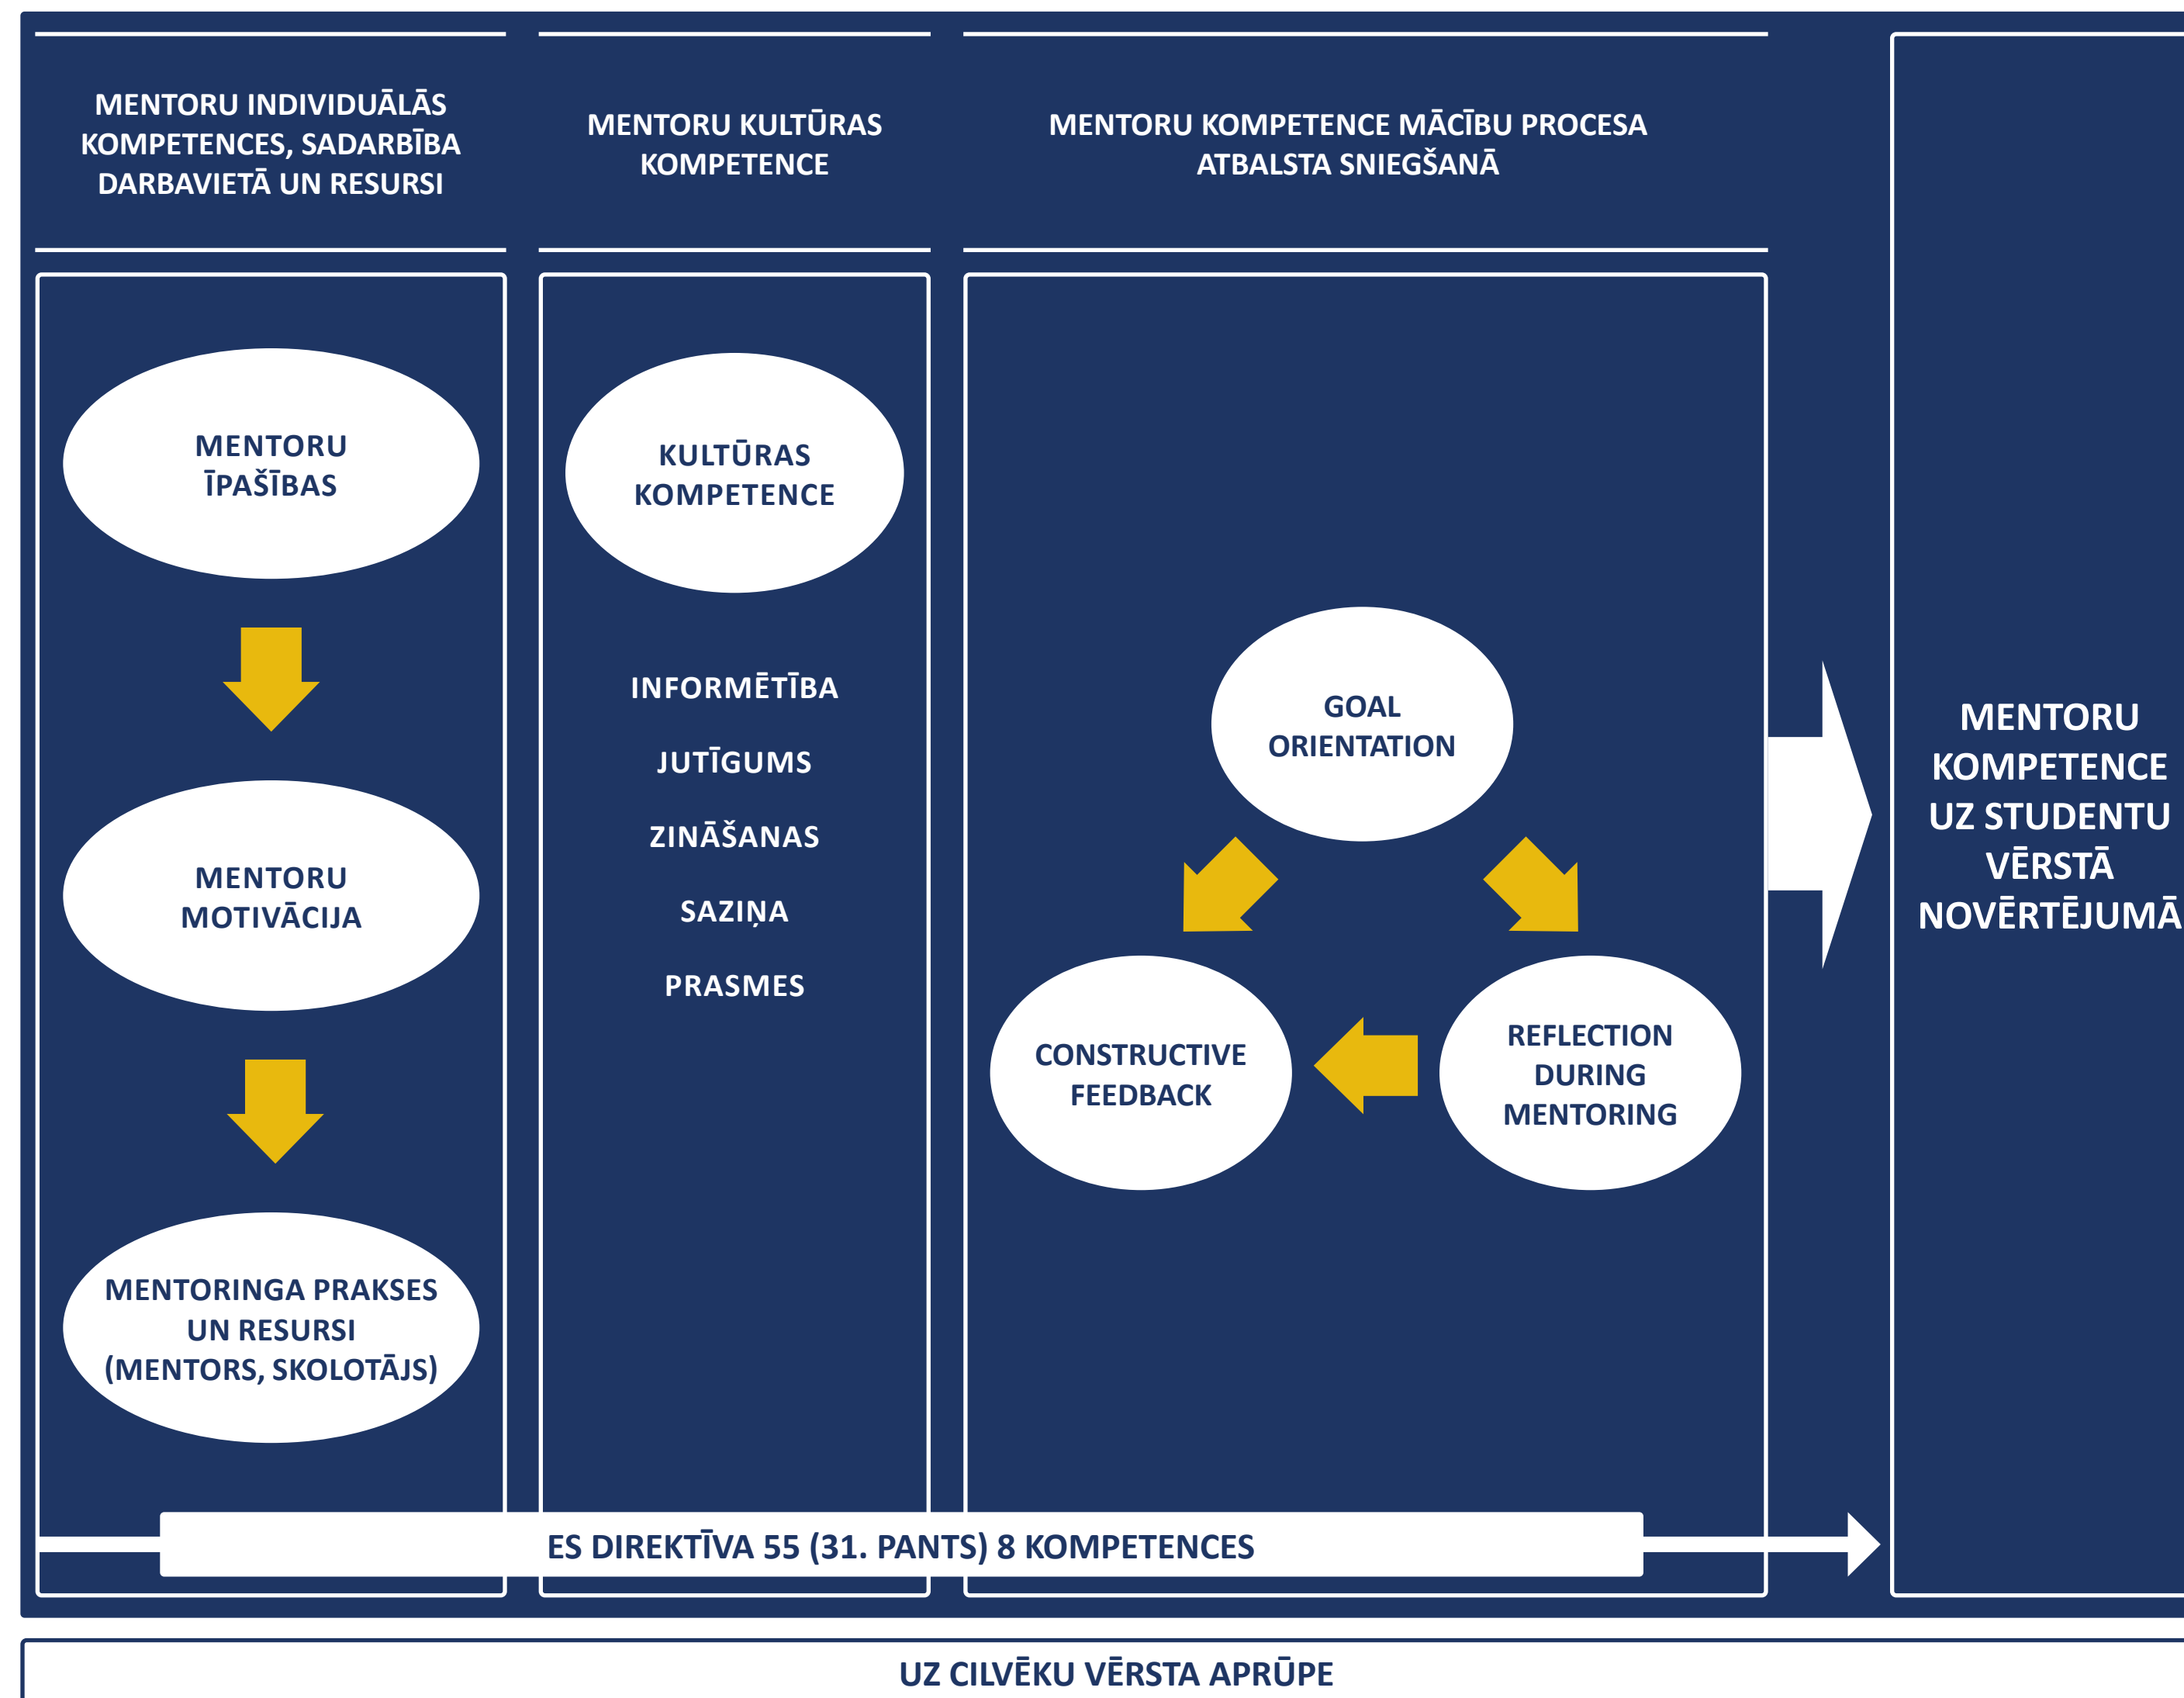 MENTORU INDIVIDUĀLĀS
KOMPETENCES, SADARBĪBA
DARBAVIETĀ UN RESURSI
MENTORU KULTŪRAS
KOMPETENCE
MENTORU KOMPETENCE MĀCĪBU PROCESA
ATBALSTA SNIEGŠANĀ
MENTORU
ĪPAŠĪBAS
MENTORU
MOTIVĀCIJA
MENTORINGA PRAKSES
UN RESURSI
(MENTORS, SKOLOTĀJS)
KULTŪRAS
KOMPETENCE
INFORMĒTĪBA
JUTĪGUMS
ZINĀŠANAS
SAZIŅA
PRASMES
GOAL
ORIENTATION
CONSTRUCTIVE
FEEDBACK
REFLECTION
DURING
MENTORING
MENTORU
KOMPETENCE
UZ STUDENTU
VĒRSTĀ
NOVĒRTĒJUMĀ
ES DIREKTĪVA 55 (31. PANTS) 8 KOMPETENCES
UZ CILVĒKU VĒRSTA APRŪPE